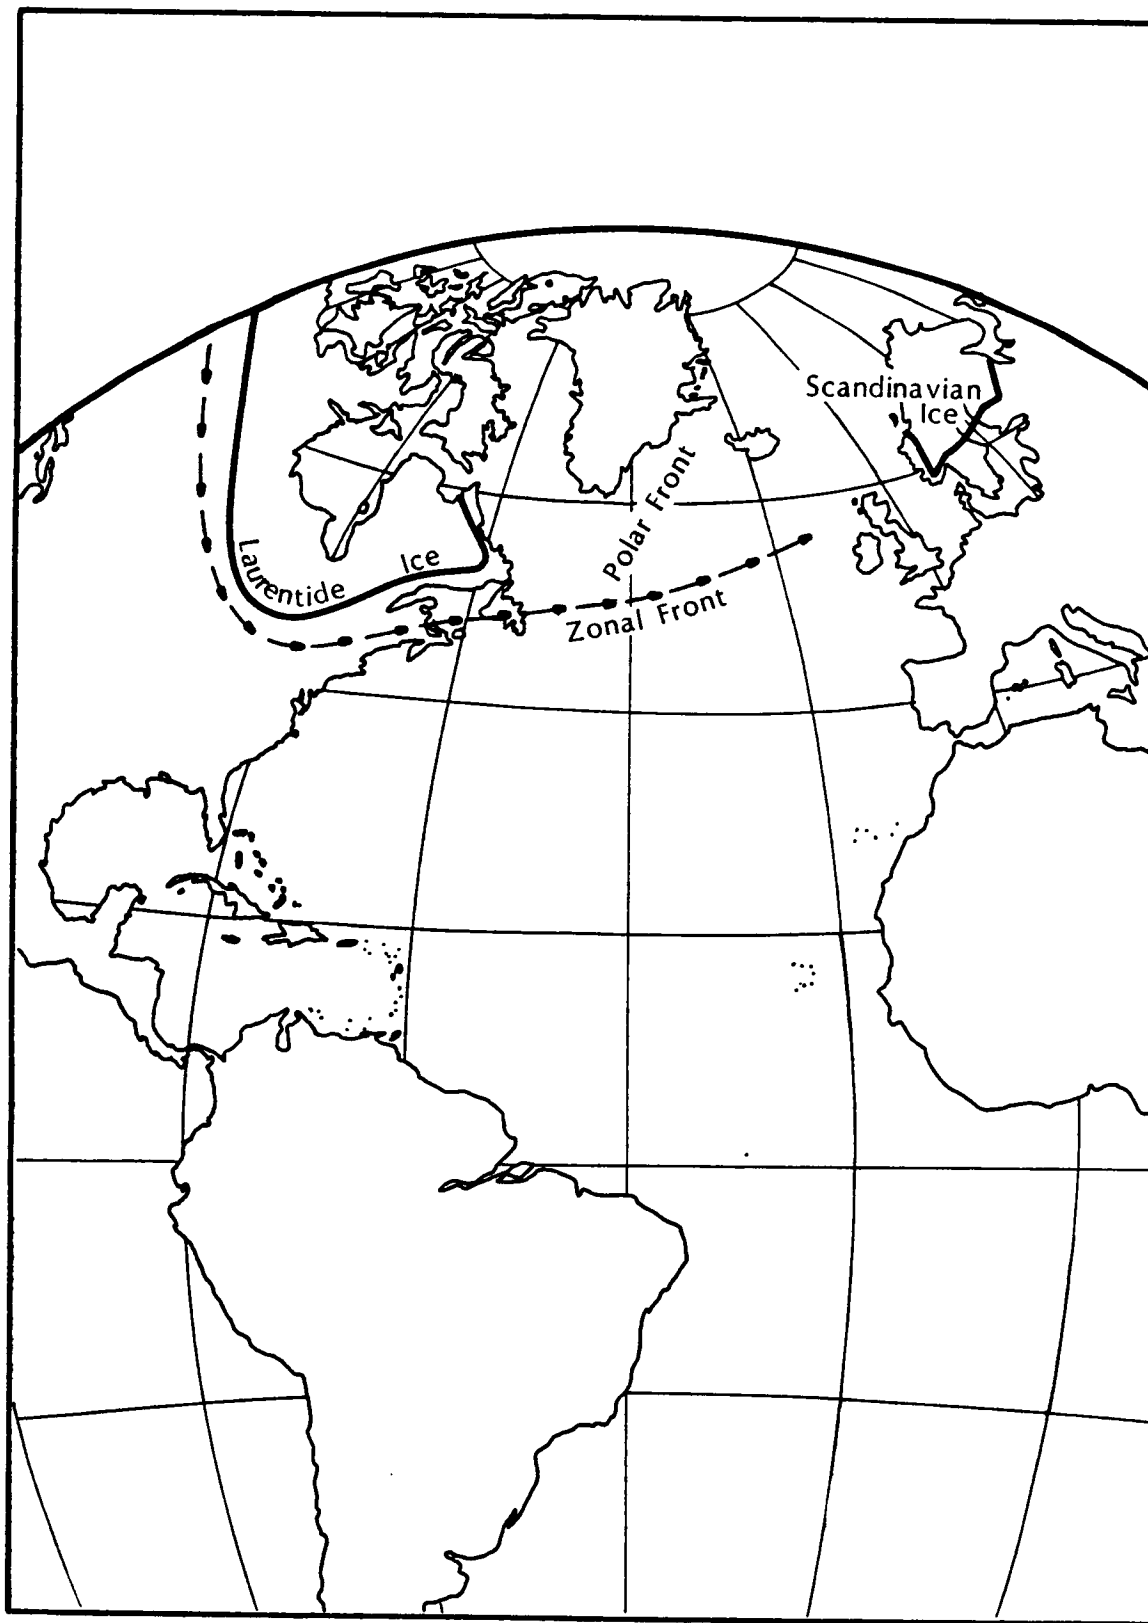 Scandinavian
Ice
Polar Front
Laurentide Ice
Zonal Front